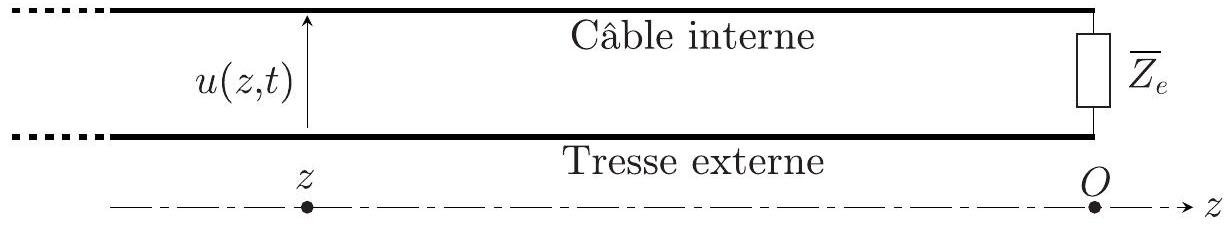 Câble interne
u(z,t)
Z̅e
Tresse externe
z
O
z